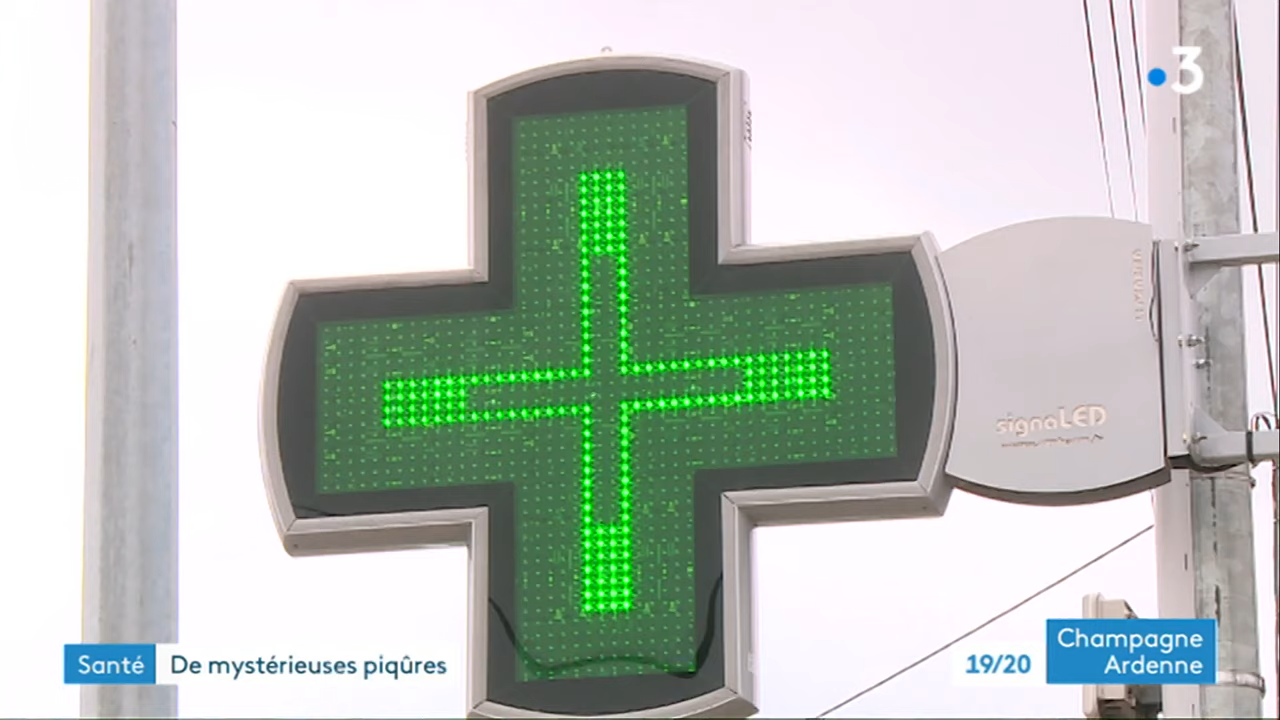 3
signaLED
Santé
De mystérieuses piqûres
19/20
Champagne
Ardenne